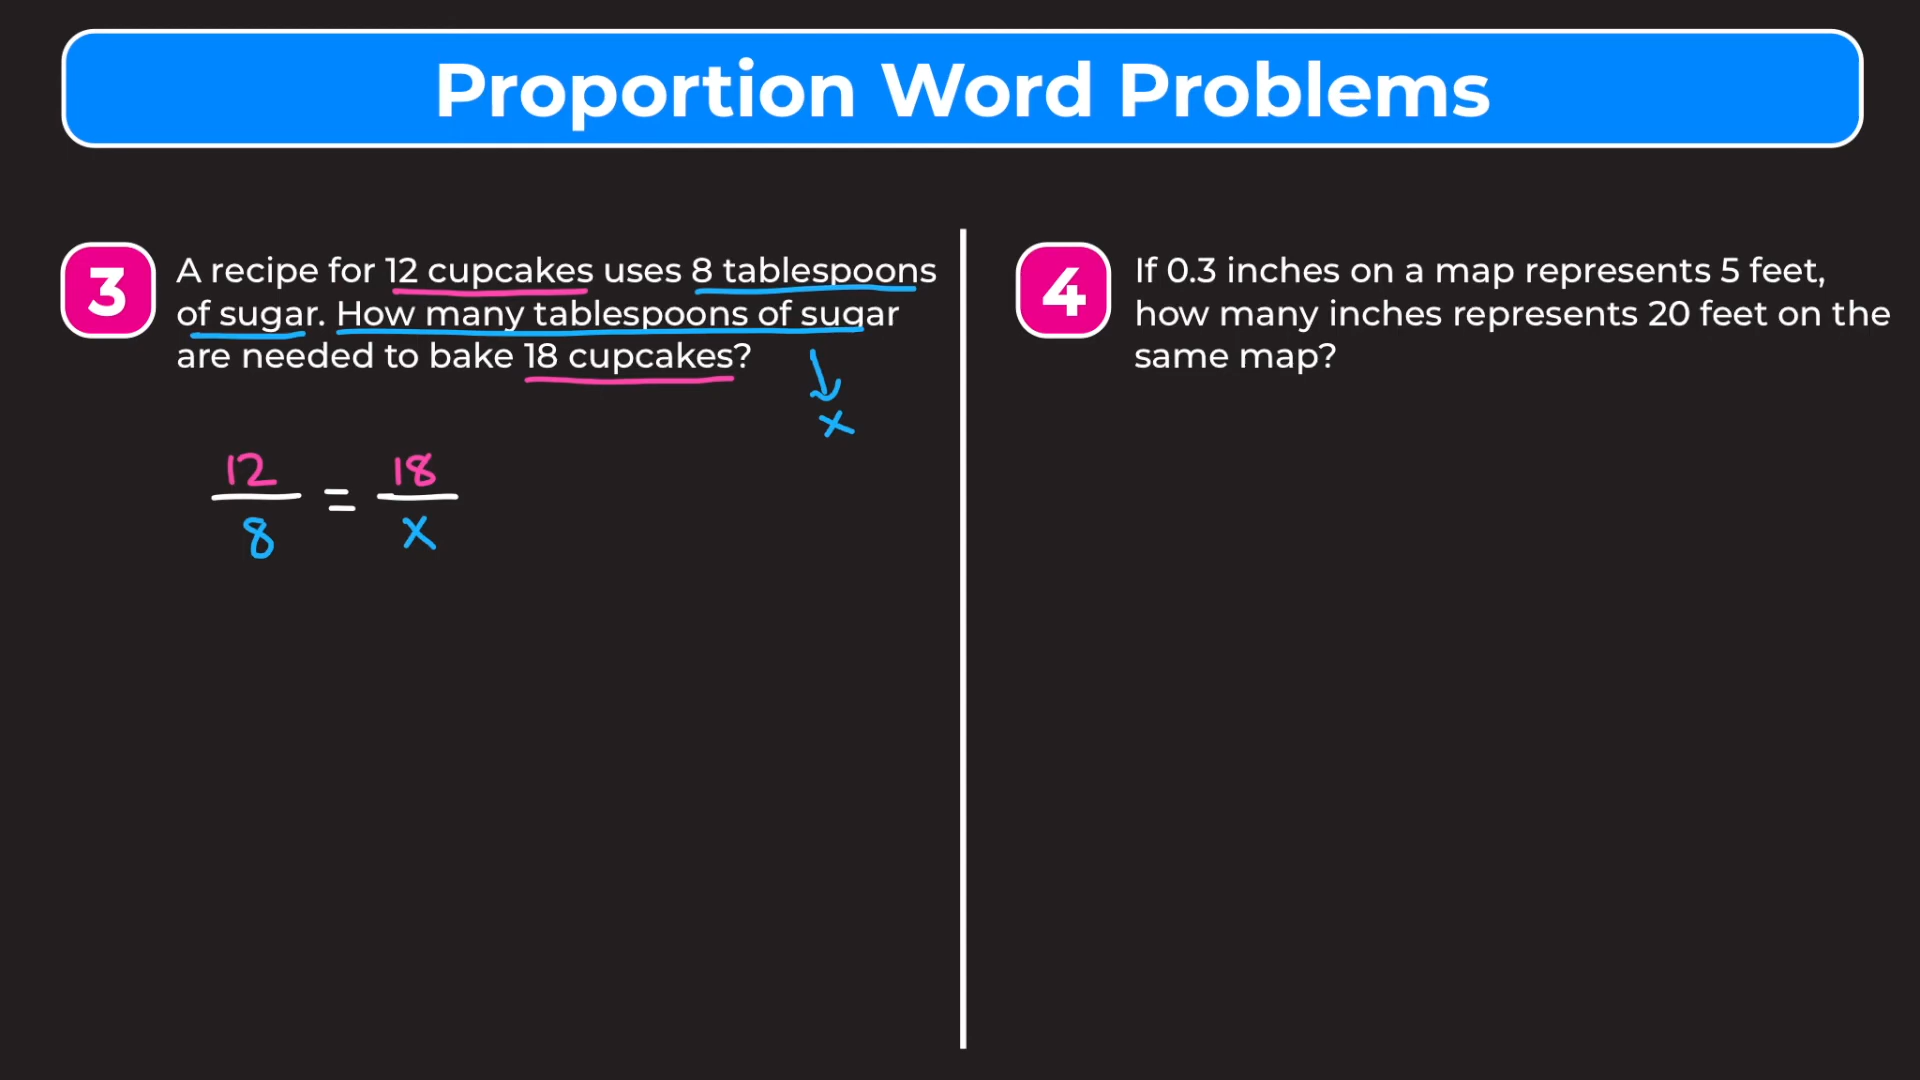 Proportion Word Problems
3
A recipe for 12 cupcakes uses 8 tablespoons
of sugar. How many tablespoons of sugar
are needed to bake 18 cupcakes?
x
12 = 18
8 x
4
If 0.3 inches on a map represents 5 feet,
how many inches represents 20 feet on the
same map?